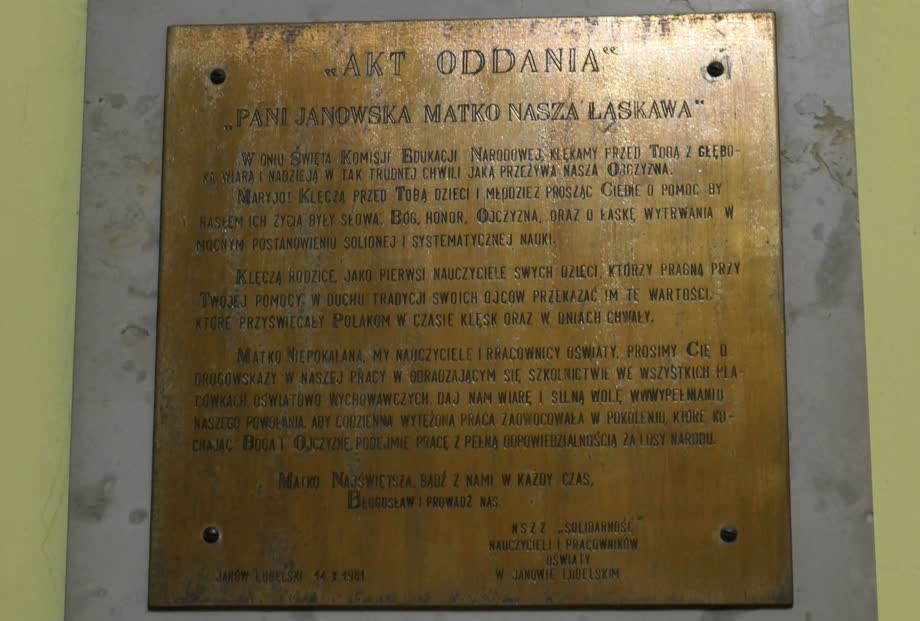 „AKT ODDANIA“
„PANI JANOWSKA MATKO NASZA ŁASKAWA”
W DNIU ŚWIĘTA KOMISJI EDUKACJI NARODOWEJ, KLĘKAMY PRZED TOBĄ Z GŁĘBO-
KĄ WIARĄ I NADZIEJĄ W TAK TRUDNEJ CHWILI JAKĄ PRZEŻYWA NASZA OJCZYZNA.
MARYJO! KLĘCZĄ PRZED TOBĄ DZIECI I MŁODZIEŻ PROSZĄC CIEBIE O POMOC BY
HASŁEM ICH ŻYCIA BYŁY SŁOWA: BÓG, HONOR, OJCZYZNA, ORAZ O ŁASKĘ WYTRWANIA W
MOCNYM POSTANOWIENIU SOLIDNEJ I SYSTEMATYCZNEJ NAUKI.
KLĘCZĄ RODZICE, JAKO PIERWSI NAUCZYCIELE SWYCH DZIECI, KTÓRZY PRAGNĄ PRZY
TWOJEJ POMOCY, W DUCHU TRADYCJI SWOICH OJCÓW PRZEKAZAĆ IM TE WARTOŚCI,
KTÓRE PRZYŚWIECAŁY POLAKOM W CZASIE KLĘSK ORAZ W DNIACH CHWAŁY.
MATKO NIEPOKALANA, MY NAUCZYCIELE I PRACOWNICY OŚWIATY, PROSIMY CIĘ O
DROGOWSKAZY W NASZEJ PRACY W ODRADZAJĄCYM SIĘ SZKOLNICTWIE WE WSZYSTKICH PLA-
CÓWKACH OŚWIATOWO WYCHOWAWCZYCH. DAJ NAM WIARĘ I SILNĄ WOLĘ W WYPEŁNIANIU
NASZEGO POWOŁANIA, ABY CODZIENNA WYTĘŻONA PRACA ZAOWOCOWAŁA W POKOLENIU, KTÓRE KO-
CHAJĄC BOGA I OJCZYZNĘ, PODEJMIE PRACĘ Z PEŁNĄ ODPOWIEDZIALNOŚCIĄ ZA LOSY NARODU.
MATKO NAJŚWIĘTSZA, BĄDŹ Z NAMI W KAŻDY CZAS,
BŁOGOSŁAW I PROWADŹ NAS
NSZZ „SOLIDARNOŚĆ”
NAUCZYCIELI I PRACOWNIKÓW
OŚWIATY
W JANOWIE LUBELSKIM
JANÓW LUBELSKI 14 X 1981